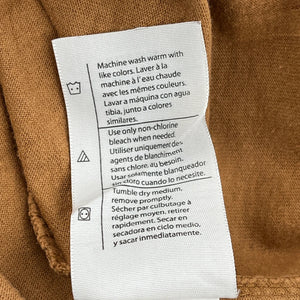 Machine wash warm with
like colors. Laver à la
machine à l'eau chaude
avec les mêmes couleurs.
Lavar a máquina con agua
tibia, junto a colores
similares.
Use only non-chlorine
bleach when needed.
Utiliser uniquement des
agents de blanchiment
sans chlore, au besoin.
Use solamente blanqueador
sin cloro cuando lo necesite.
Tumble dry medium,
remove promptly.
Sécher par culbutage à
réglage moyen, retirer
rapidement. Secar en
secadora en ciclo medio,
y sacar inmediatamente.